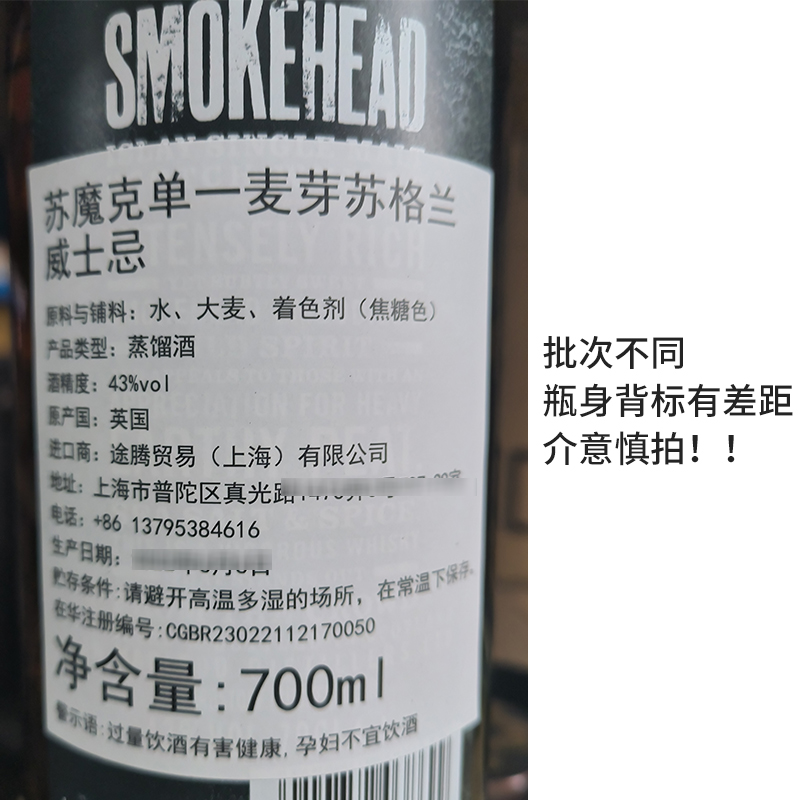 SMOKEHEAD
苏魔克单一麦芽苏格兰
威士忌
原料与铺料：水、大麦、着色剂（焦糖色）
产品类型：蒸馏酒
酒精度：43%vol
原产国：英国
进口商：途腾贸易（上海）有限公司
地址：上海市普陀区真光路
电话：+86 13795384616
生产日期：
贮存条件：请避开高温多湿的场所，在常温下保存。
在华注册编号：CGBR23022112170050
净含量：700ml
警示语：过量饮酒有害健康，孕妇不宜饮酒
批次不同
瓶身背标有差距
介意慎拍！！